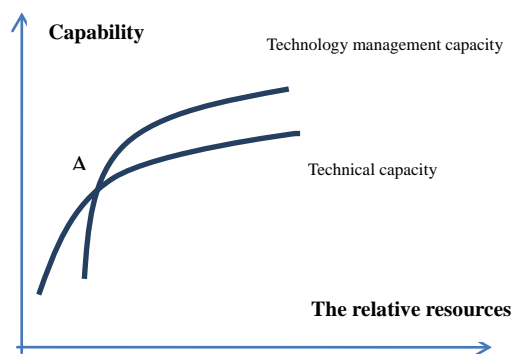 Capability
Technology management capacity
A
Technical capacity
The relative resources